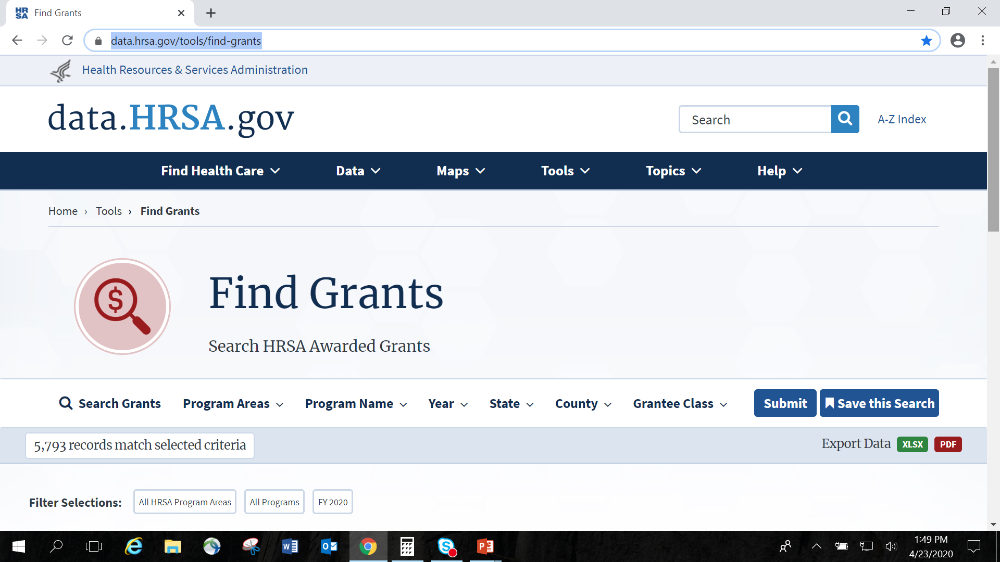 HR
SA
Find Grants
data.hrsa.gov/tools/find-grants
Health Resources & Services Administration
data.HRSA.gov
Search
A-Z Index
Find Health Care Data Maps Tools Topics Help
Home › Tools › Find Grants
$
Find Grants
Search HRSA Awarded Grants
Search Grants Program Areas Program Name Year State County Grantee Class Submit Save this Search
5,793 records match selected criteria
Export Data XLSX PDF
Filter Selections: All HRSA Program Areas All Programs FY 2020
1:49 PM
4/23/2020